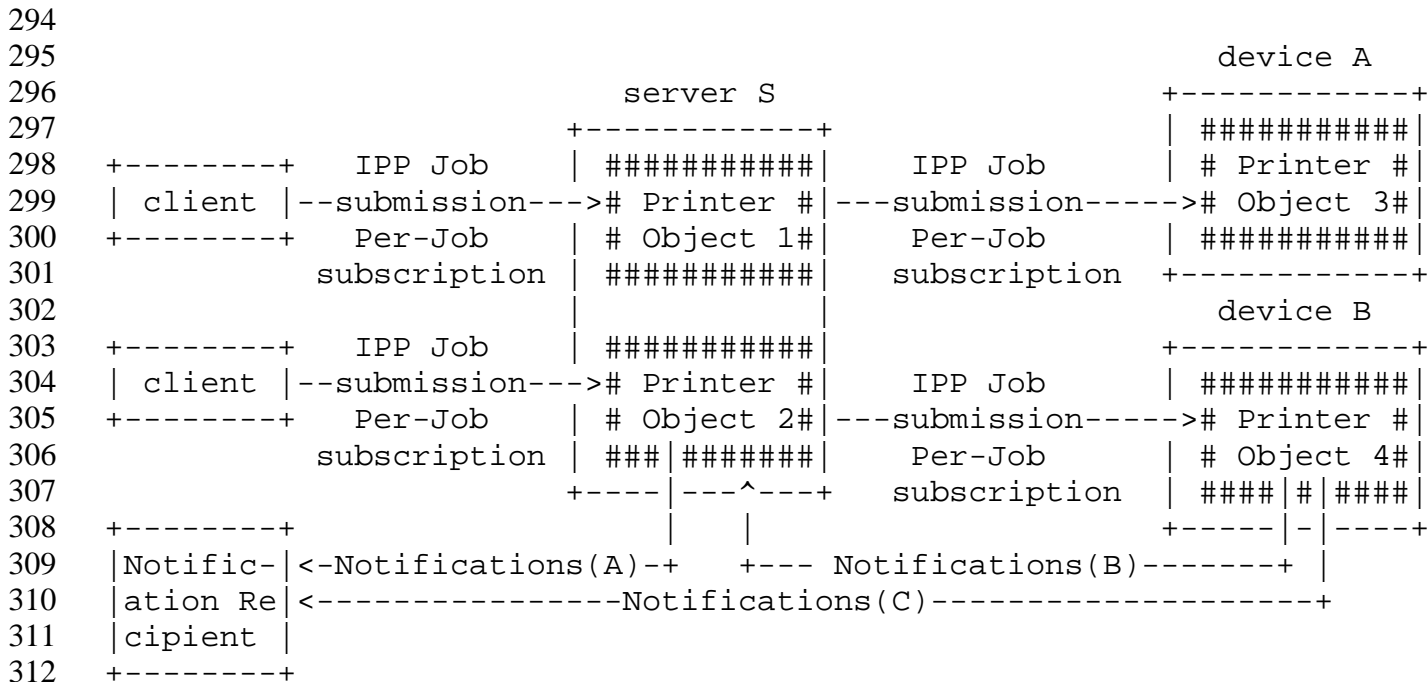 294
295                                                         device A
296                           server S                   +------------+
297                        +------------+                | ###########|
298  +--------+   IPP Job   | ###########|    IPP Job     | # Printer #|
299  | client |--submission---># Printer #|---submission-----># Object 3#|
300  +--------+   Per-Job   | # Object 1#|    Per-Job     | ###########|
301            subscription | ###########|   subscription  +------------+
302                        |            |                   device B
303  +--------+   IPP Job   | ###########|                +------------+
304  | client |--submission---># Printer #|    IPP Job     | ###########|
305  +--------+   Per-Job   | # Object 2#|---submission-----># Printer #|
306            subscription | ###|#######|    Per-Job     | # Object 4#|
307                        +----|---^---+   subscription  | ####|#|####|
308  +--------+                  |   |                    +-----|-|----+
309  |Notific-|<-Notifications(A)-+   +--- Notifications(B)-------+ |
310  |ation Re|<----------------Notifications(C)--------------------+
311  |cipient |
312  +--------+